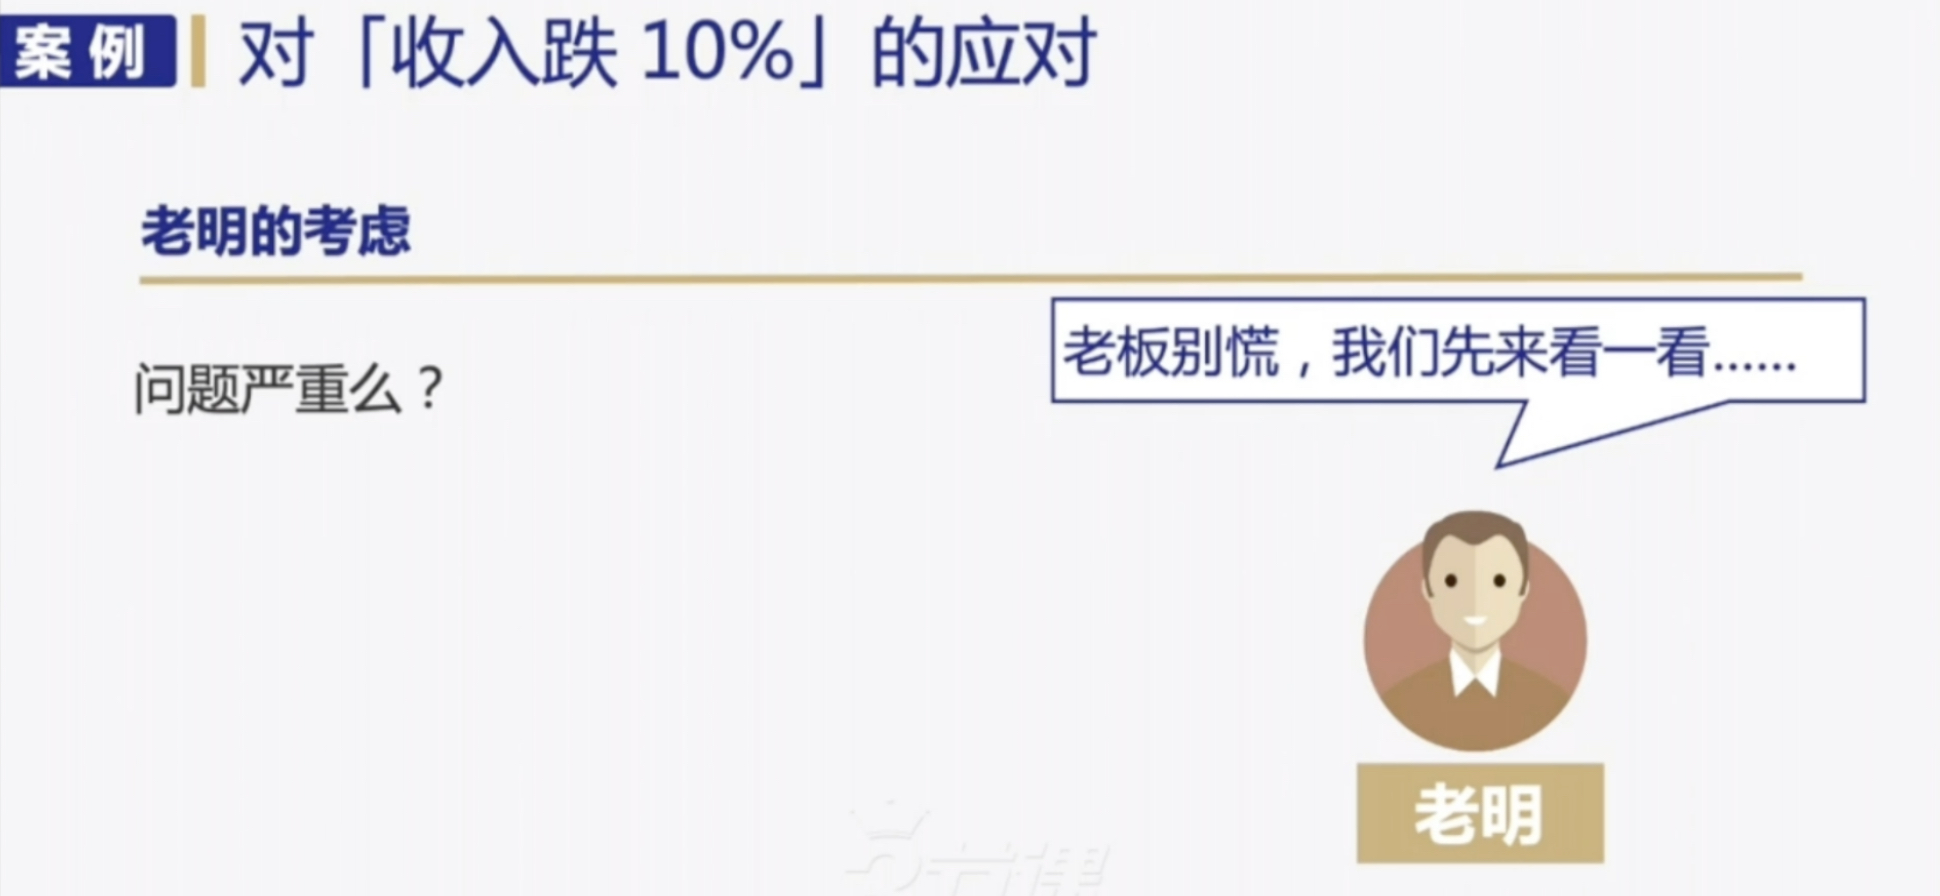 案例 对「收入跌 10%」的应对
老明的考虑
老板别慌，我们先来看一看……
问题严重么？
老明